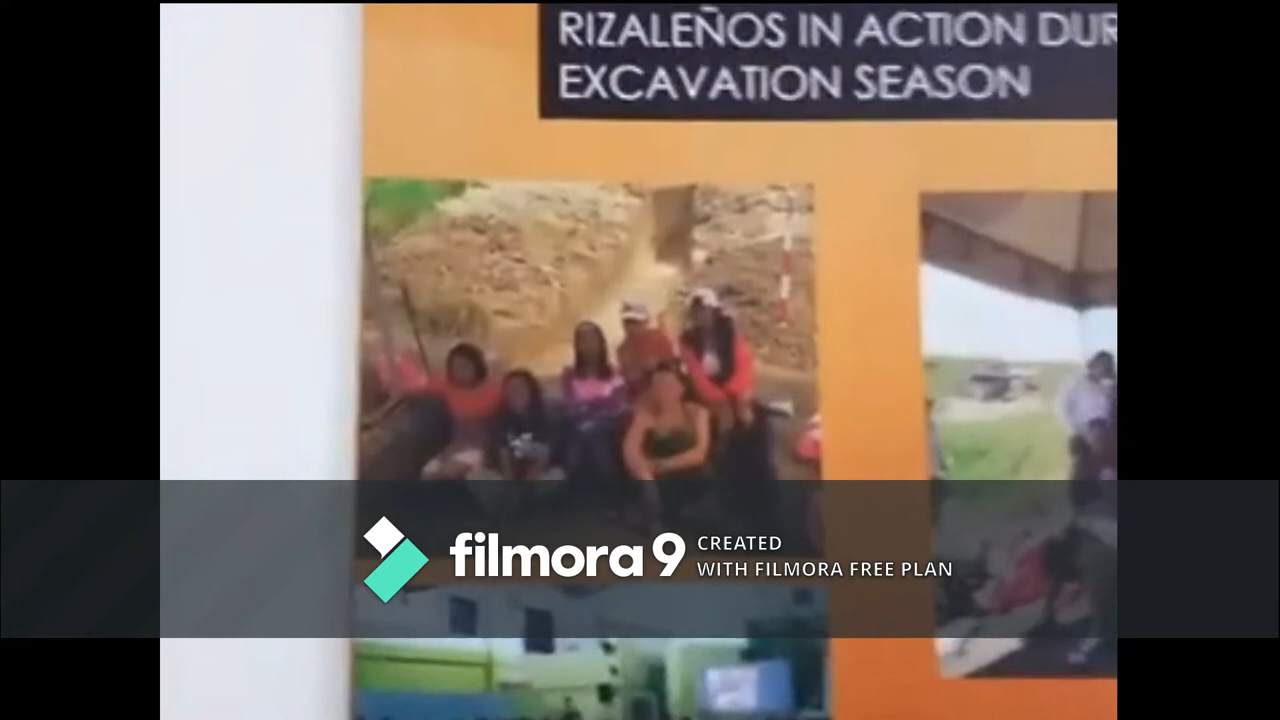 RIZALEÑOS IN ACTION DUR
EXCAVATION SEASON
filmora9
CREATED
WITH FILMORA FREE PLAN